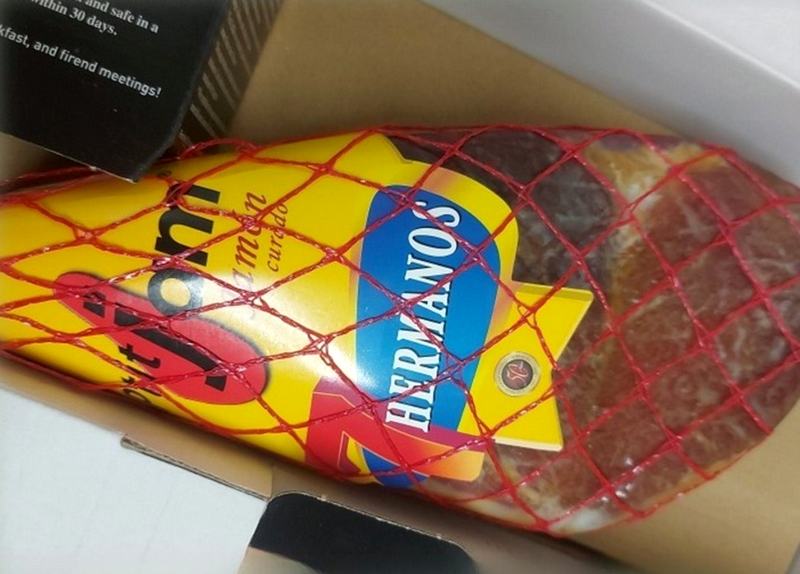 and safe in a
within 30 days.
kfast, and firend meetings!
Jamón
curado
HERMANOS